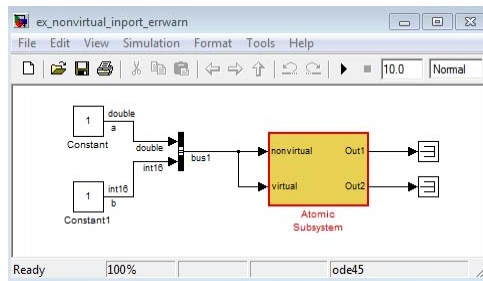 ex_nonvirtual_inport_errwarn
File Edit View Simulation Format Tools Help
10.0 Normal
1
double
a
Constant
double
int16
bus1
1
int16
b
Constant1
nonvirtual Out1
virtual Out2
Atomic
Subsystem
Ready 100% ode45